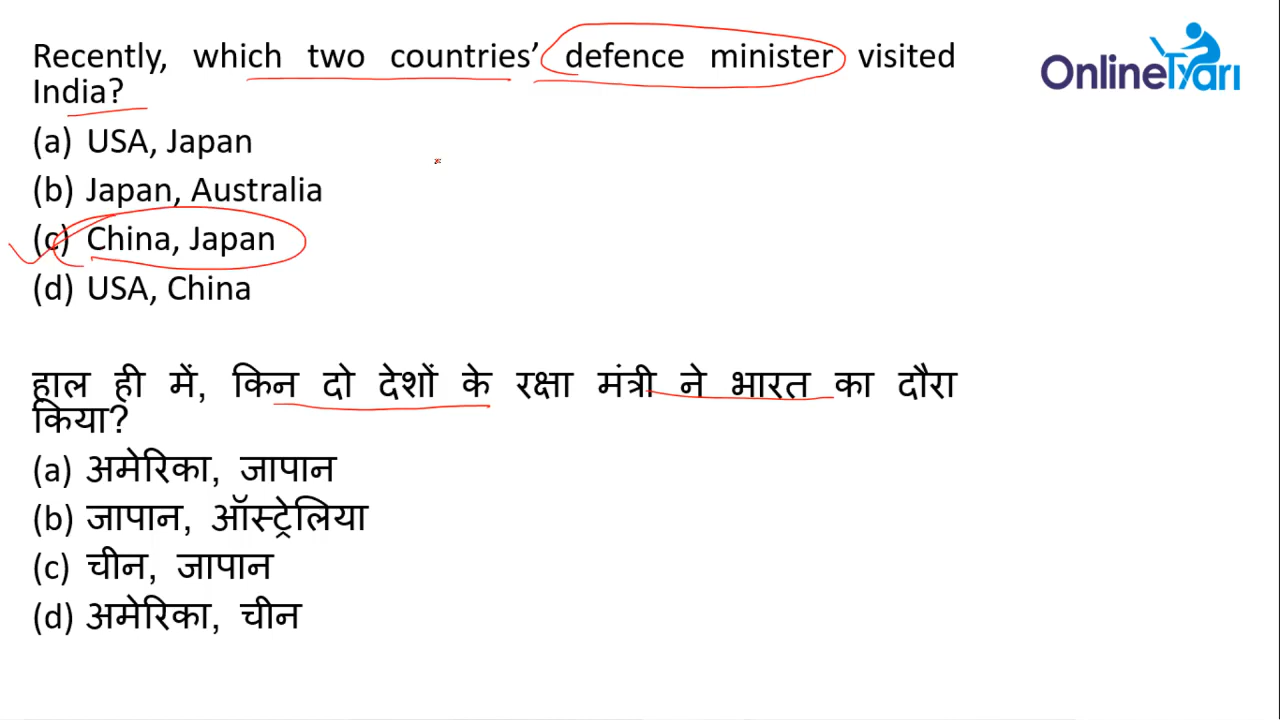 Recently, which two countries’ defence minister visited
India?
(a) USA, Japan
(b) Japan, Australia
(c) China, Japan
(d) USA, China
हाल ही में, किन दो देशों के रक्षा मंत्री ने भारत का दौरा
किया?
(a) अमेरिका, जापान
(b) जापान, ऑस्ट्रेलिया
(c) चीन, जापान
(d) अमेरिका, चीन
OnlineTyari